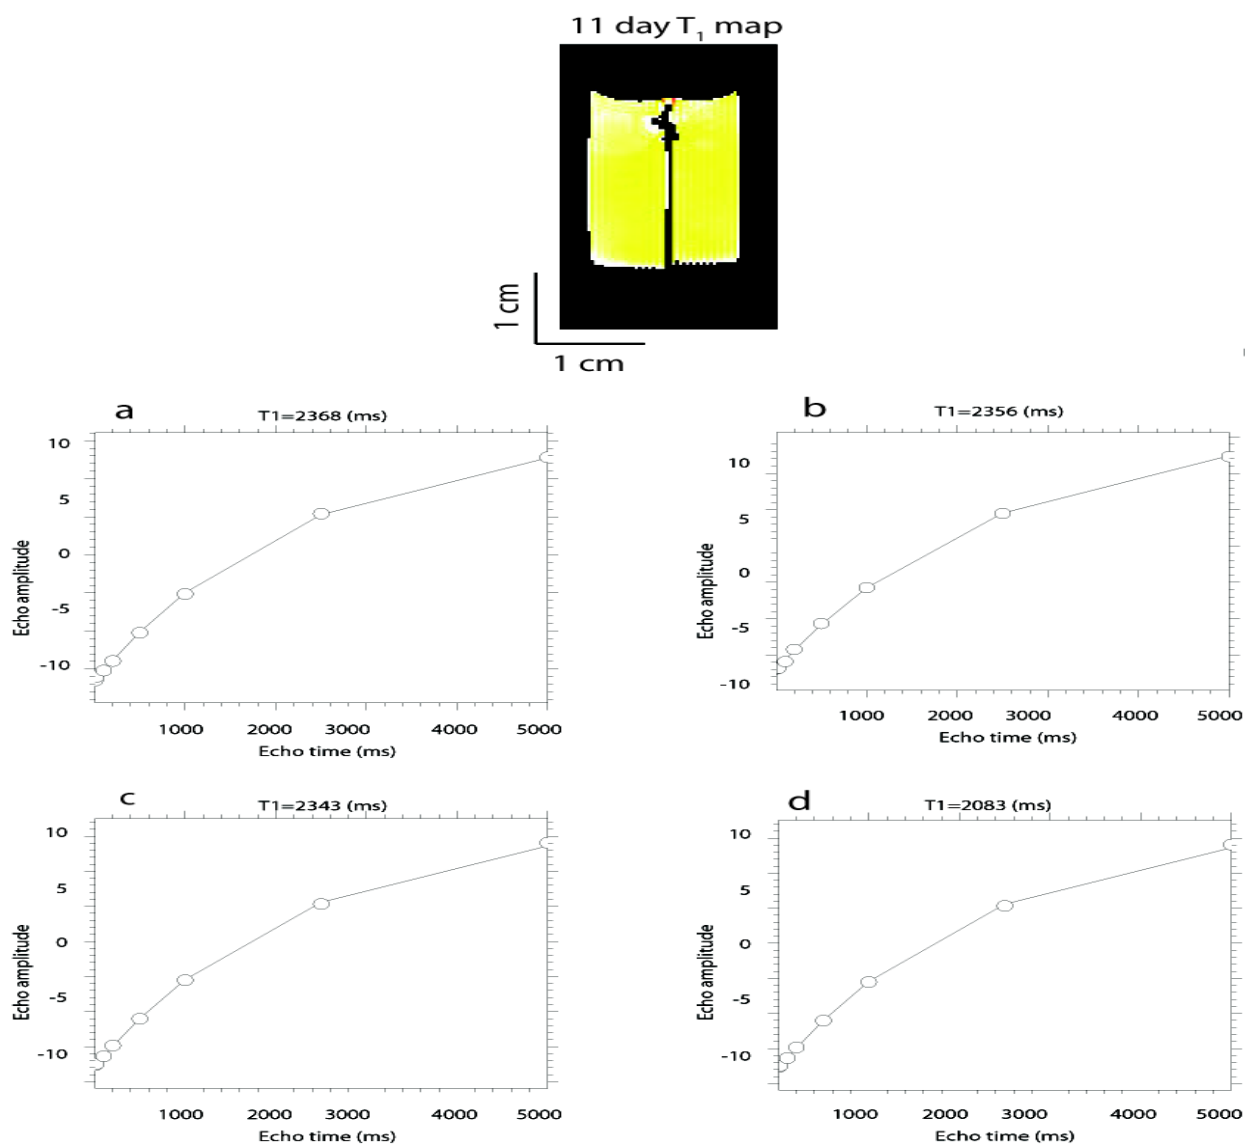 11 day T1 map
1 cm
1 cm
a
T1=2368 (ms)
10
5
0
-5
-10
Echo amplitude
1000 2000 3000 4000 5000
Echo time (ms)
b
T1=2356 (ms)
10
5
0
-5
-10
Echo amplitude
1000 2000 3000 4000 5000
Echo time (ms)
c
T1=2343 (ms)
10
5
0
-5
-10
Echo amplitude
1000 2000 3000 4000 5000
Echo time (ms)
d
T1=2083 (ms)
10
5
0
-5
-10
Echo amplitude
1000 2000 3000 4000 5000
Echo time (ms)